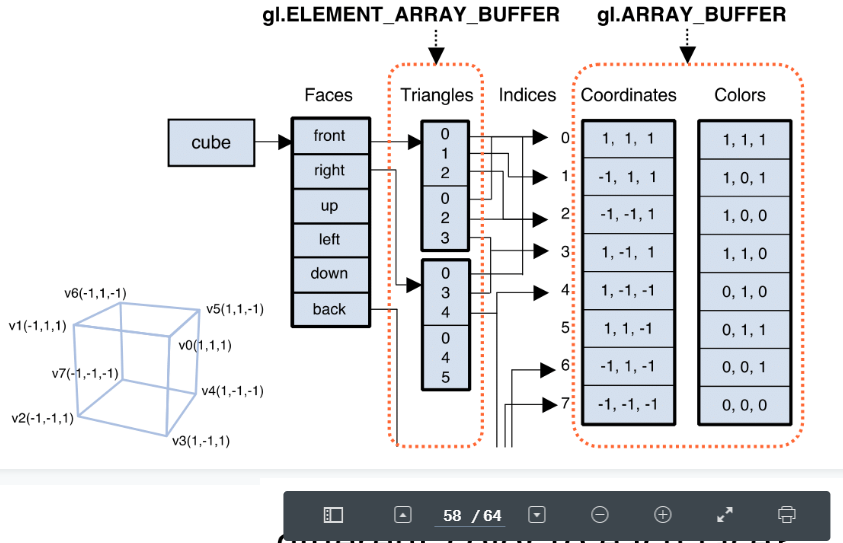 gl.ELEMENT_ARRAY_BUFFER gl.ARRAY_BUFFER
Faces Triangles Indices Coordinates Colors
cube
front
right
up
left
down
back
0
1
2
0
2
3
0
3
4
0
4
5
0 1, 1, 1 1, 1, 1
1 -1, 1, 1 1, 0, 1
2 -1, -1, 1 1, 0, 0
3 1, -1, 1 1, 1, 0
4 1, -1, -1 0, 1, 0
5 1, 1, -1 0, 1, 1
6 -1, 1, -1 0, 0, 1
7 -1, -1, -1 0, 0, 0
v6(-1,1,-1)
v5(1,1,-1)
v1(-1,1,1)
v0(1,1,1)
v7(-1,-1,-1)
v4(1,-1,-1)
v2(-1,-1,1)
v3(1,-1,1)
58 / 64